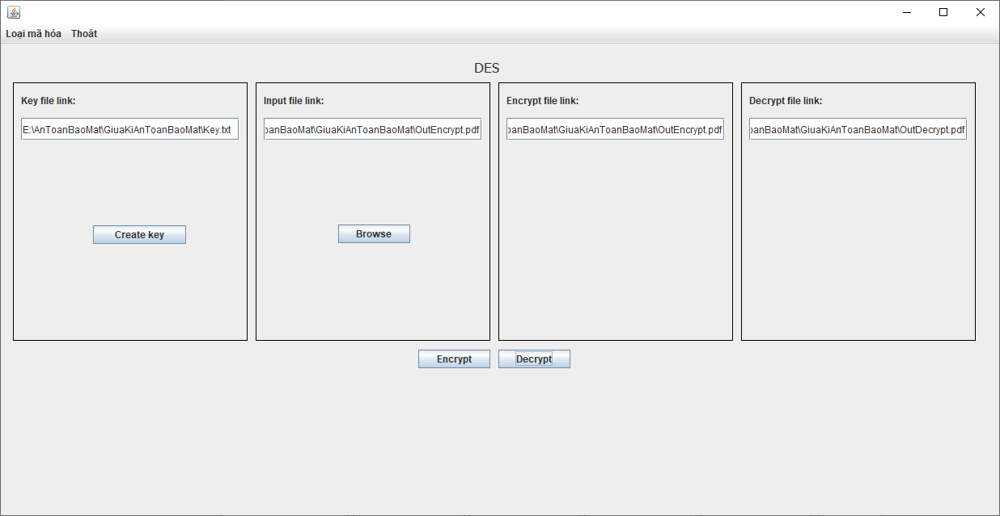 Loại mã hóa Thoát
DES
Key file link:
E:\AnToanBaoMat\GiuaKiAnToanBaoMat\Key.txt
Create key
Input file link:
oanBaoMat\GiuaKiAnToanBaoMat\OutEncrypt.pdf
Browse
Encrypt file link:
oanBaoMat\GiuaKiAnToanBaoMat\OutEncrypt.pdf
Decrypt file link:
oanBaoMat\GiuaKiAnToanBaoMat\OutDecrypt.pdf
Encrypt Decrypt